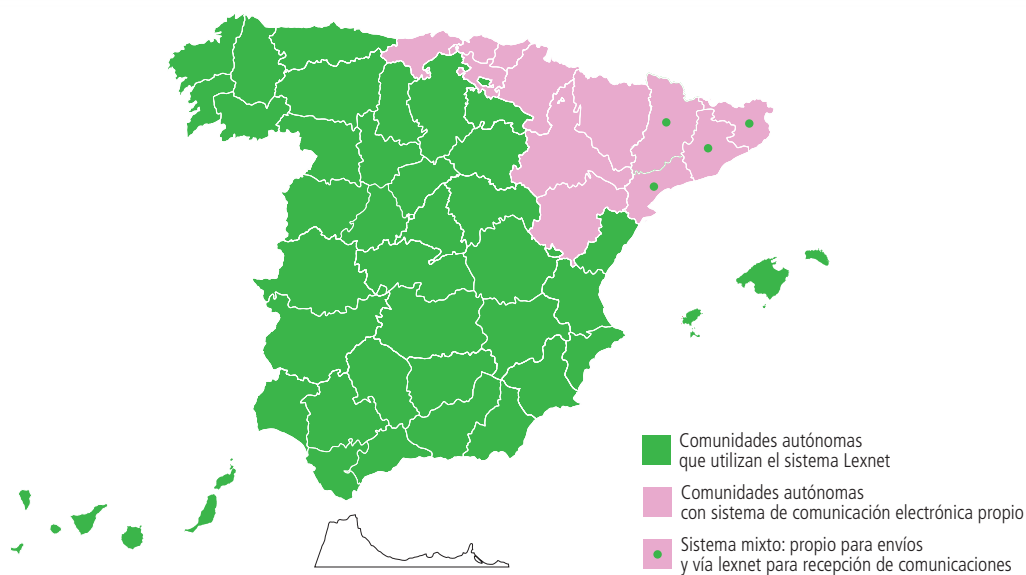 Comunidades autónomas
que utilizan el sistema Lexnet
Comunidades autónomas
con sistema de comunicación electrónica propio
Sistema mixto: propio para envíos
y vía lexnet para recepción de comunicaciones